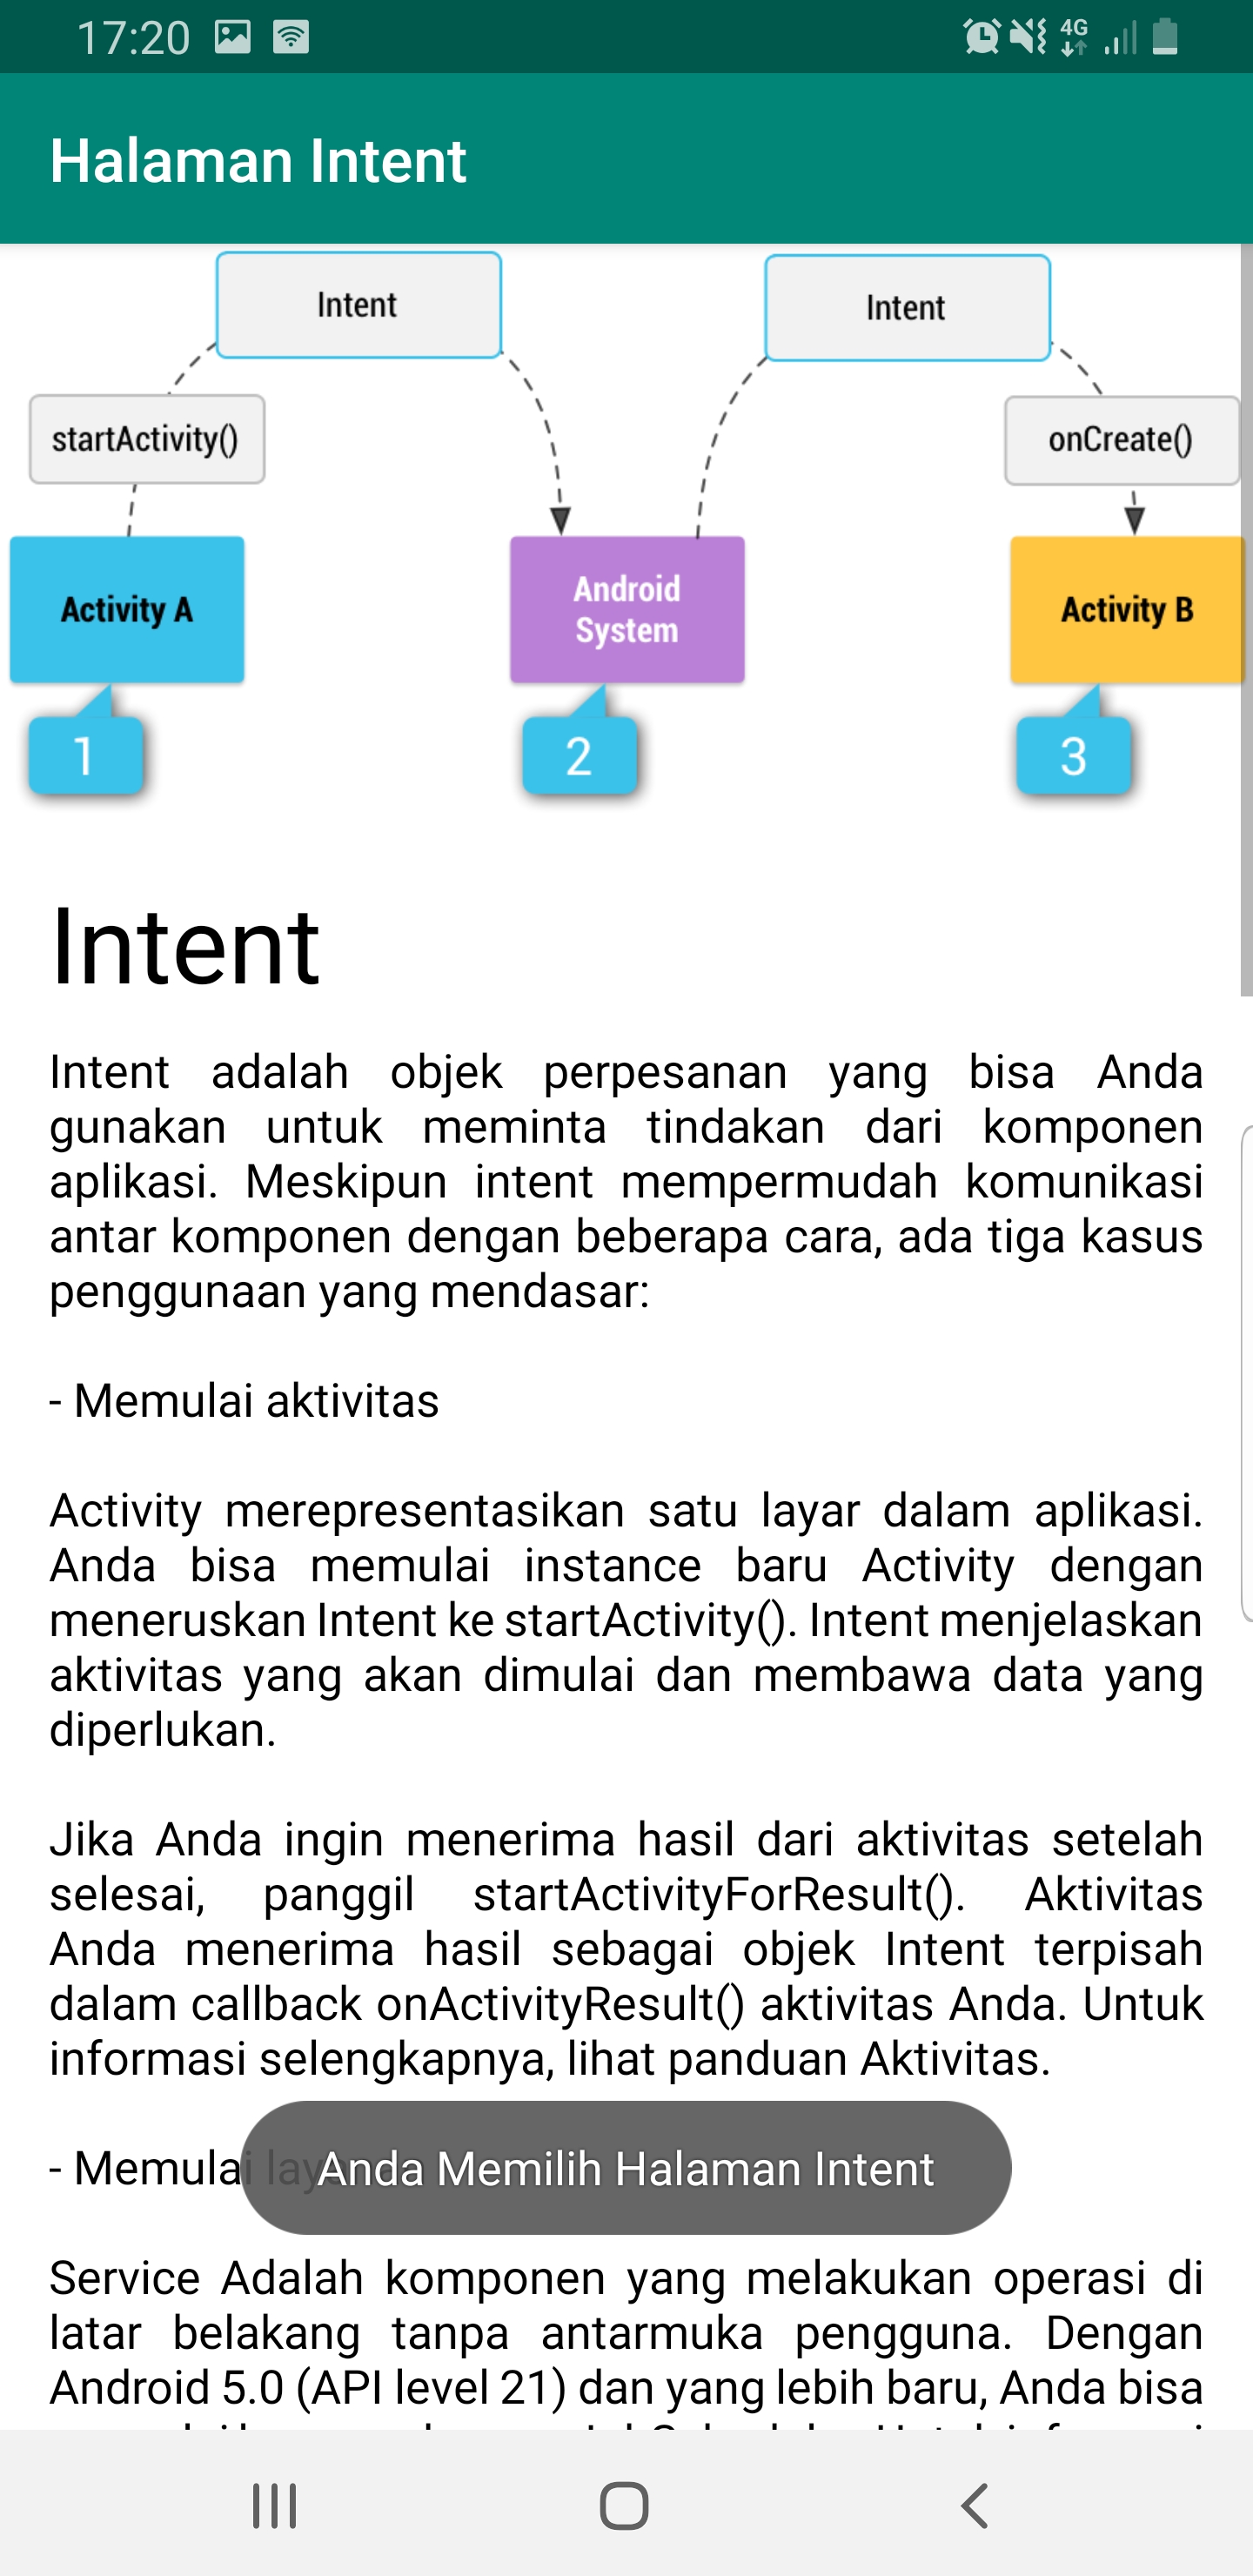 17:20
4G
Halaman Intent
Intent
Intent
startActivity()
onCreate()
Activity A
Android
System
Activity B
1
2
3
Intent
Intent adalah objek perpesanan yang bisa Anda
gunakan untuk meminta tindakan dari komponen
aplikasi. Meskipun intent mempermudah komunikasi
antar komponen dengan beberapa cara, ada tiga kasus
penggunaan yang mendasar:
- Memulai aktivitas
Activity merepresentasikan satu layar dalam aplikasi.
Anda bisa memulai instance baru Activity dengan
meneruskan Intent ke startActivity(). Intent menjelaskan
aktivitas yang akan dimulai dan membawa data yang
diperlukan.
Jika Anda ingin menerima hasil dari aktivitas setelah
selesai, panggil startActivityForResult(). Aktivitas
Anda menerima hasil sebagai objek Intent terpisah
dalam callback onActivityResult() aktivitas Anda. Untuk
informasi selengkapnya, lihat panduan Aktivitas.
- Memulai
Anda Memilih Halaman Intent
Service Adalah komponen yang melakukan operasi di
latar belakang tanpa antarmuka pengguna. Dengan
Android 5.0 (API level 21) dan yang lebih baru, Anda bisa